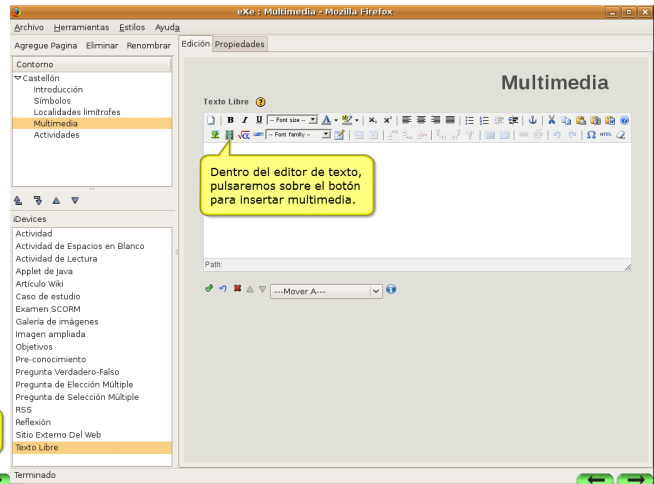 eXe : Multimedia - Mozilla Firefox
Archivo Herramientas Estilos Ayuda
Agregue Pagina Eliminar Renombrar
Edición Propiedades
Contorno
Castellón
Introducción
Símbolos
Localidades limítrofes
Multimedia
Actividades
iDevices
Actividad
Actividad de Espacios en Blanco
Actividad de Lectura
Applet de Java
Artículo Wiki
Caso de estudio
Examen SCORM
Galería de imágenes
Imagen ampliada
Objetivos
Pre-conocimiento
Pregunta Verdadero-Falso
Pregunta de Elección Múltiple
Pregunta de Selección Múltiple
RSS
Reflexión
Sitio Externo Del Web
Texto Libre
Multimedia
Texto Libre
B I U -- Font size --
-- Font family -- HTML
Dentro del editor de texto,
pulsaremos sobre el botón
para insertar multimedia.
Path:
---Mover A---
Terminado